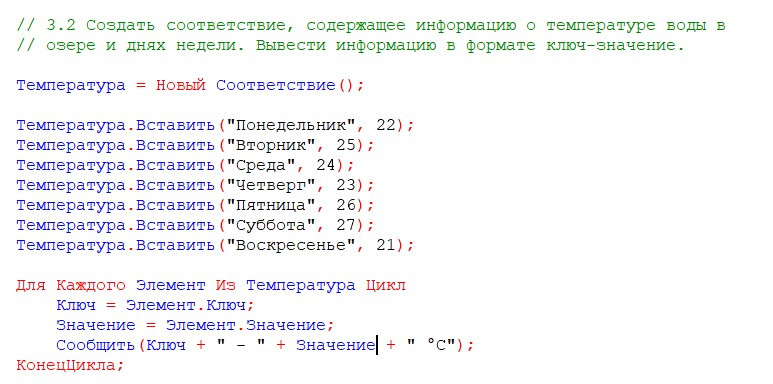 // 3.2 Создать соответствие, содержащее информацию о температуре воды в
// озере и днях недели. Вывести информацию в формате ключ-значение.
Температура = Новый Соответствие();
Температура.Вставить("Понедельник", 22);
Температура.Вставить("Вторник", 25);
Температура.Вставить("Среда", 24);
Температура.Вставить("Четверг", 23);
Температура.Вставить("Пятница", 26);
Температура.Вставить("Суббота", 27);
Температура.Вставить("Воскресенье", 21);
Для Каждого Элемент Из Температура Цикл
    Ключ = Элемент.Ключ;
    Значение = Элемент.Значение;
    Сообщить(Ключ + " - " + Значение + " °C");
КонецЦикла;